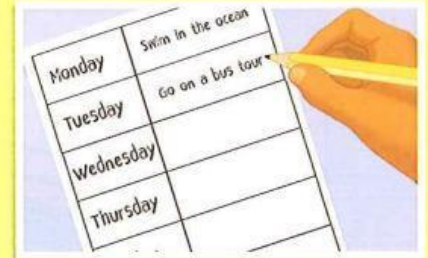 Monday Swim in the ocean
Tuesday Go on a bus tour
Wednesday
Thursday